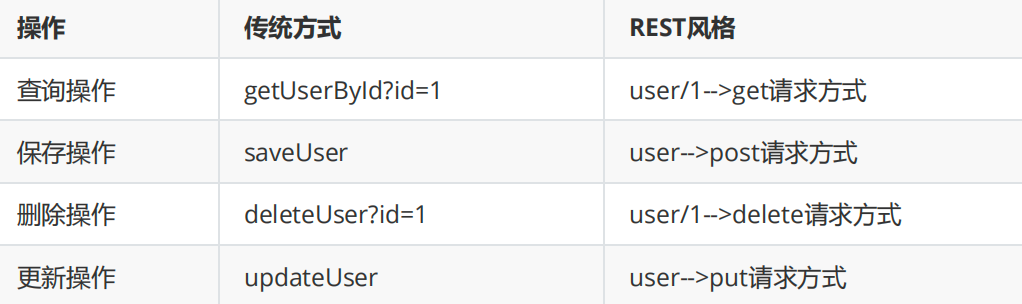 操作 传统方式 REST风格
查询操作 getUserById?id=1 user/1-->get请求方式
保存操作 saveUser user-->post请求方式
删除操作 deleteUser?id=1 user/1-->delete请求方式
更新操作 updateUser user-->put请求方式